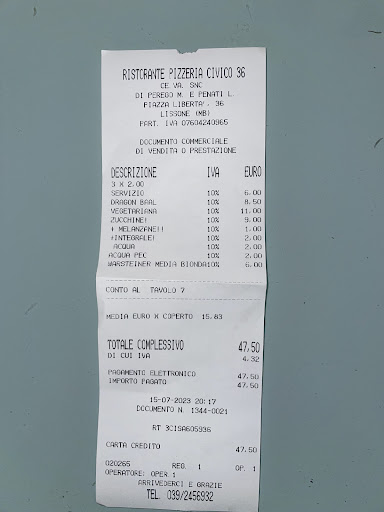 RISTORANTE PIZZERIA CIVICO 36
CE.VA. SNC
DI PEREGO M. E PENATI L.
PIAZZA LIBERTA', 36
LISSONE (MB)
PART. IVA 07604240965
DOCUMENTO COMMERCIALE
DI VENDITA O PRESTAZIONE
DESCRIZIONE IVA EURO
3 X 2,00
SERVIZIO 10% 6,00
DRAGON BAAL 10% 8,50
VEGETARIANA 10% 11,00
ZUCCHINE! 10% 9,00
+ MELANZANE!! 10% 1,00
+INTEGRALE! 10% 2,00
ACQUA 10% 2,00
ACQUA PEC 10% 2,00
WARSTEINER MEDIA BIONDA10% 6,00
CONTO AL TAVOLO 7
MEDIA EURO X COPERTO 15,83
TOTALE COMPLESSIVO 47,50
DI CUI IVA 4,32
PAGAMENTO ELETTRONICO 47,50
IMPORTO PAGATO 47,50
15-07-2023 20:17
DOCUMENTO N. 1344-0021
RT 3CISA605936
CARTA CREDITO 47,50
020265 REG. 1 OP. 1
OPERATORE: OPER.1
ARRIVEDERCI E GRAZIE
TEL. 039/2456932